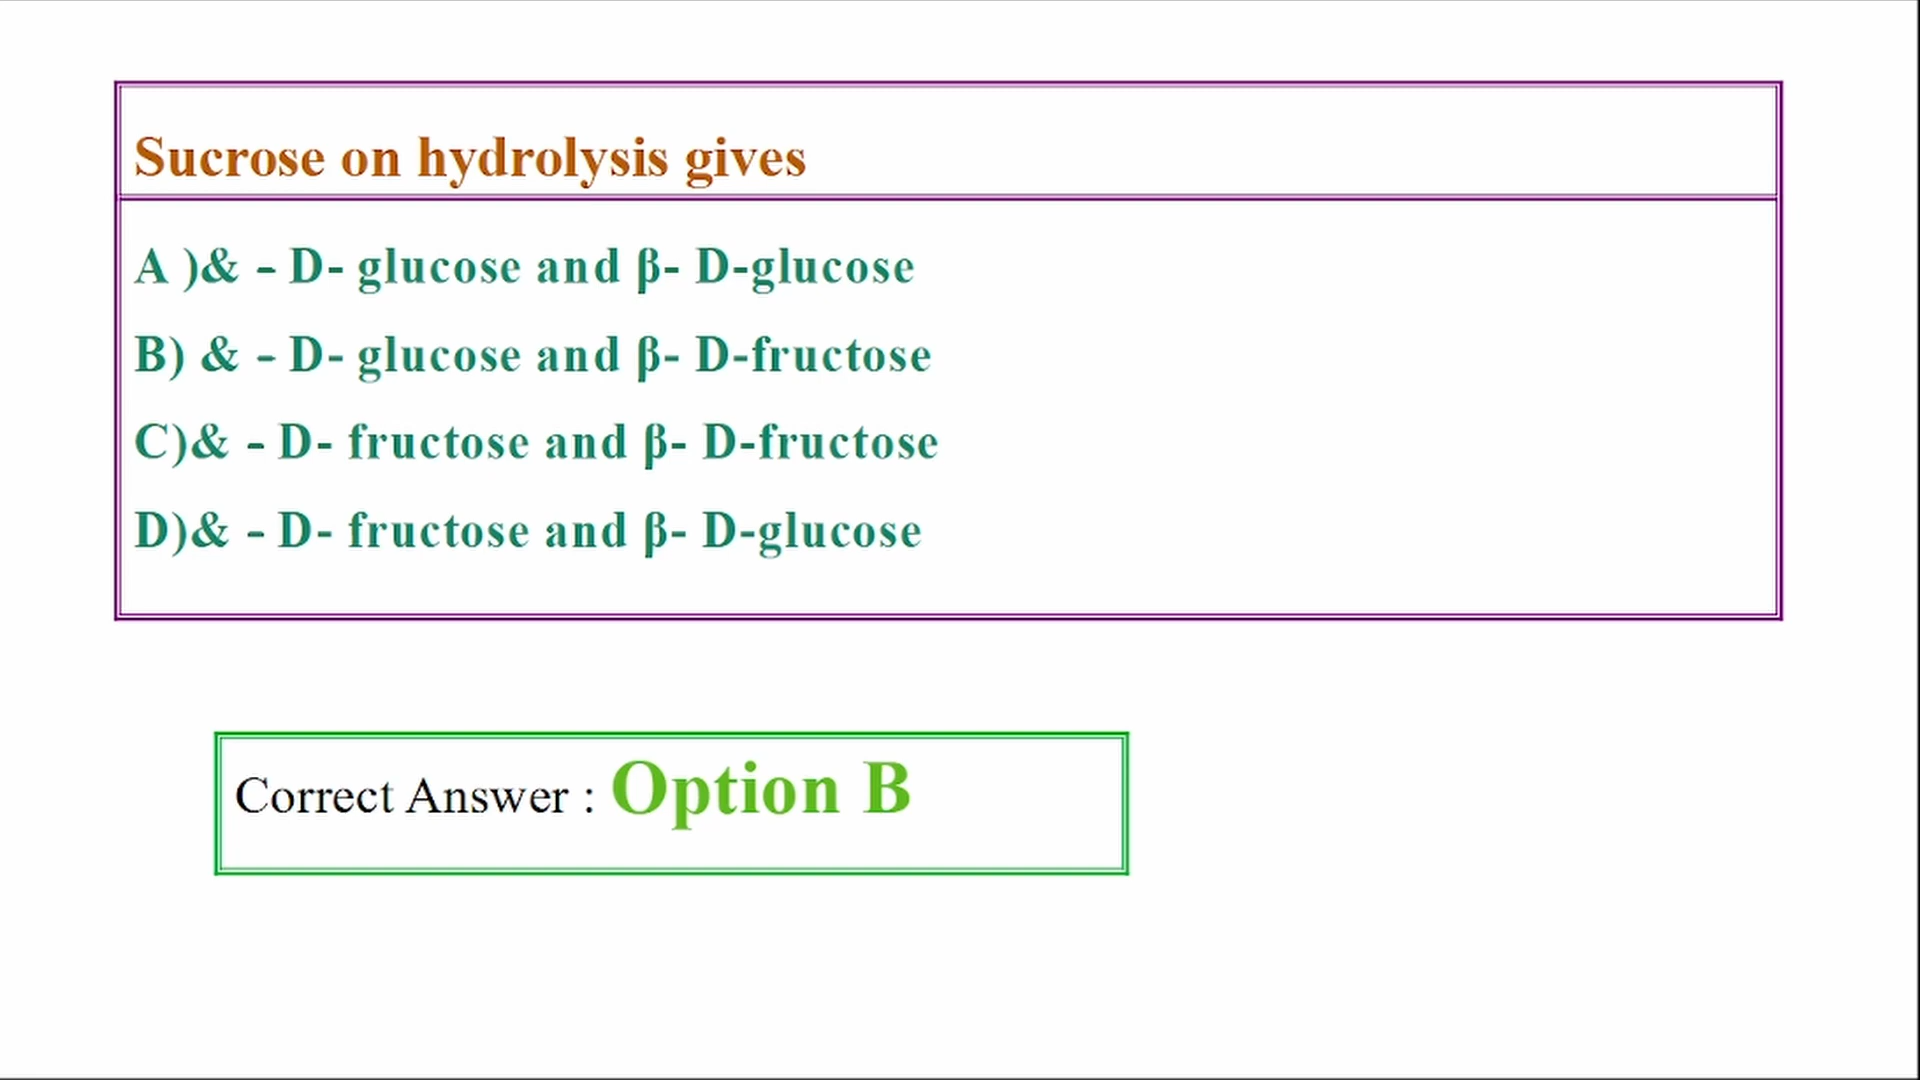 Sucrose on hydrolysis gives
A )& - D- glucose and β- D-glucose
B) & - D- glucose and β- D-fructose
C)& - D- fructose and β- D-fructose
D)& - D- fructose and β- D-glucose
Correct Answer : Option B